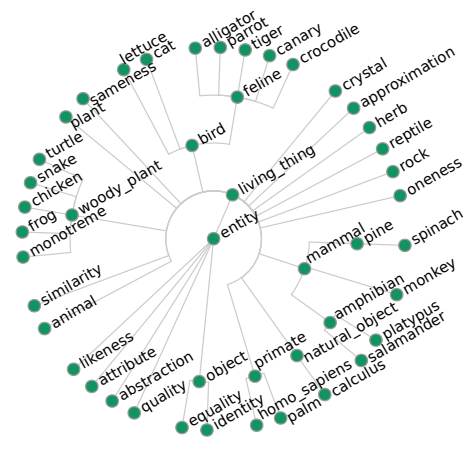 alligator
parrot
tiger
canary
crocodile
lettuce
cat
feline
crystal
approximation
sameness
plant
herb
bird
reptile
turtle
snake
chicken
woody_plant
living_thing
rock
oneness
frog
monotreme
entity
mammal
pine
spinach
similarity
animal
monkey
amphibian
platypus
salamander
natural_object
calculus
likeness
attribute
abstraction
quality
object
primate
equality
identity
homo_sapiens
palm